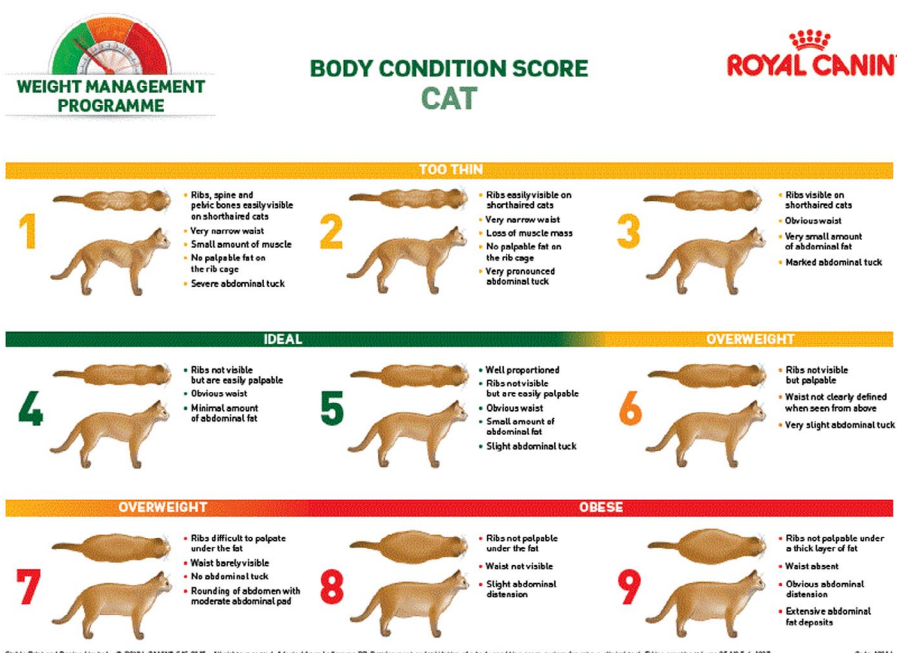 WEIGHT MANAGEMENT
PROGRAMME
BODY CONDITION SCORE
CAT
ROYAL CANIN
TOO THIN
1
Ribs, spine and
pelvic bones easily visible
on shorthaired cats
Very narrow waist
Small amount of muscle
No palpable fat on
the rib cage
Severe abdominal tuck
2
Ribs easily visible on
shorthaired cats
Very narrow waist
Loss of muscle mass
No palpable fat on
the rib cage
Very pronounced
abdominal tuck
3
Ribs visible on
shorthaired cats
Obvious waist
Very small amount
of abdominal fat
Marked abdominal tuck
IDEAL
OVERWEIGHT
4
Ribs not visible
but are easily palpable
Obvious waist
Minimal amount
of abdominal fat
5
Well proportioned
Ribs not visible
but are easily palpable
Obvious waist
Small amount of
abdominal fat
Slight abdominal tuck
6
Ribs not visible
but palpable
Waist not clearly defined
when seen from above
Very slight abdominal tuck
OVERWEIGHT
OBESE
7
Ribs difficult to palpate
under the fat
Waist barely visible
No abdominal tuck
Rounding of abdomen with
moderate abdominal pad
8
Ribs not palpable
under the fat
Waist not visible
Slight abdominal
distension
9
Ribs not palpable under
a thick layer of fat
Waist absent
Obvious abdominal
distension
Extensive abdominal
fat deposits